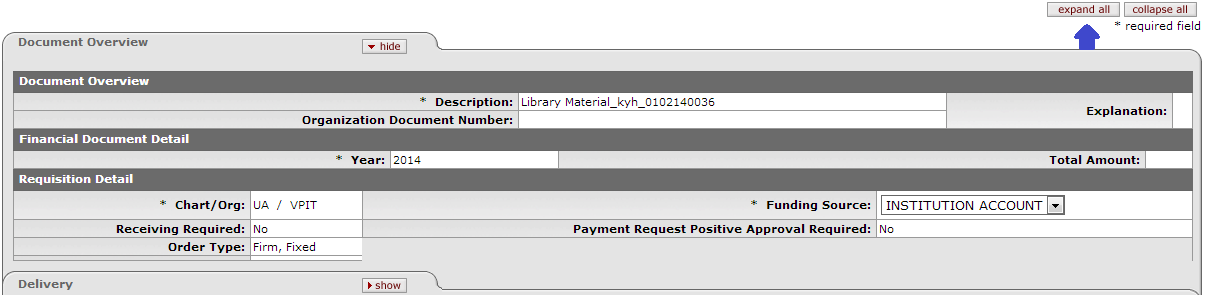 expand all collapse all
* required field
Document Overview hide
Document Overview
* Description: Library Material_kyh_0102140036 Explanation:
Organization Document Number:
Financial Document Detail
* Year: 2014 Total Amount:
Requisition Detail
* Chart/Org: UA / VPIT * Funding Source: INSTITUTION ACCOUNT
Receiving Required: No Payment Request Positive Approval Required: No
Order Type: Firm, Fixed
Delivery show